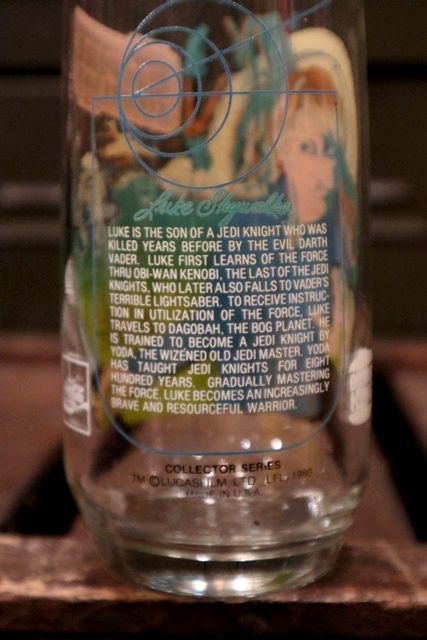 Luke Skywalker
LUKE IS THE SON OF A JEDI KNIGHT WHO WAS
KILLED YEARS BEFORE BY THE EVIL DARTH
VADER. LUKE FIRST LEARNS OF THE FORCE
THRU OBI-WAN KENOBI, THE LAST OF THE JEDI
KNIGHTS, WHO LATER ALSO FALLS TO VADER'S
TERRIBLE LIGHTSABER. TO RECEIVE INSTRUC-
TION IN UTILIZATION OF THE FORCE, LUKE
TRAVELS TO DAGOBAH, THE BOG PLANET. HE
IS TRAINED TO BECOME A JEDI KNIGHT BY
YODA, THE WIZENED OLD JEDI MASTER. YODA
HAS TAUGHT JEDI KNIGHTS FOR EIGHT
HUNDRED YEARS. GRADUALLY MASTERING
THE FORCE, LUKE BECOMES AN INCREASINGLY
BRAVE AND RESOURCEFUL WARRIOR.
COLLECTOR SERIES
TM ©LUCASFILM, LTD. (LFL) 1980
MADE IN U.S.A.